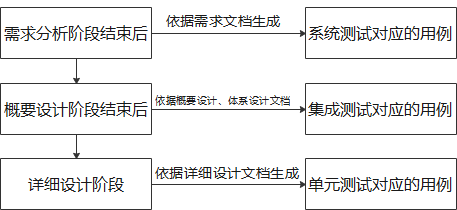 需求分析阶段结束后
依据需求文档生成
系统测试对应的用例
概要设计阶段结束后
依据概要设计、体系设计文档
集成测试对应的用例
详细设计阶段
依据详细设计文档生成
单元测试对应的用例